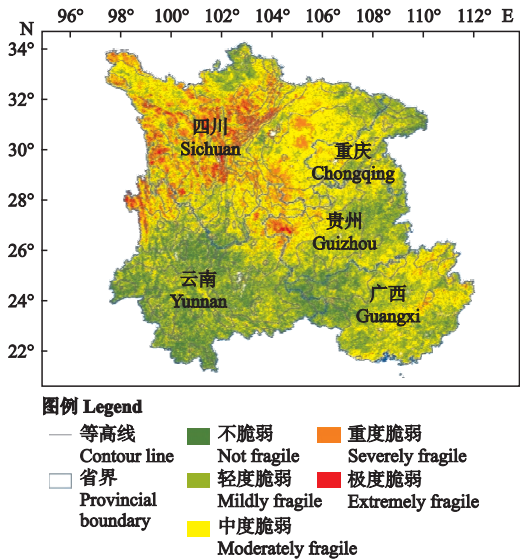 96° 100° 104° 106° 108° 112° E
N
34°
32°
30°
28°
26°
24°
22°
四川
Sichuan
重庆
Chongqing
贵州
Guizhou
云南
Yunnan
广西
Guangxi
图例 Legend
等高线
Contour line
省界
Provincial
boundary
不脆弱
Not fragile
轻度脆弱
Mildly fragile
中度脆弱
Moderately fragile
重度脆弱
Severely fragile
极度脆弱
Extremely fragile